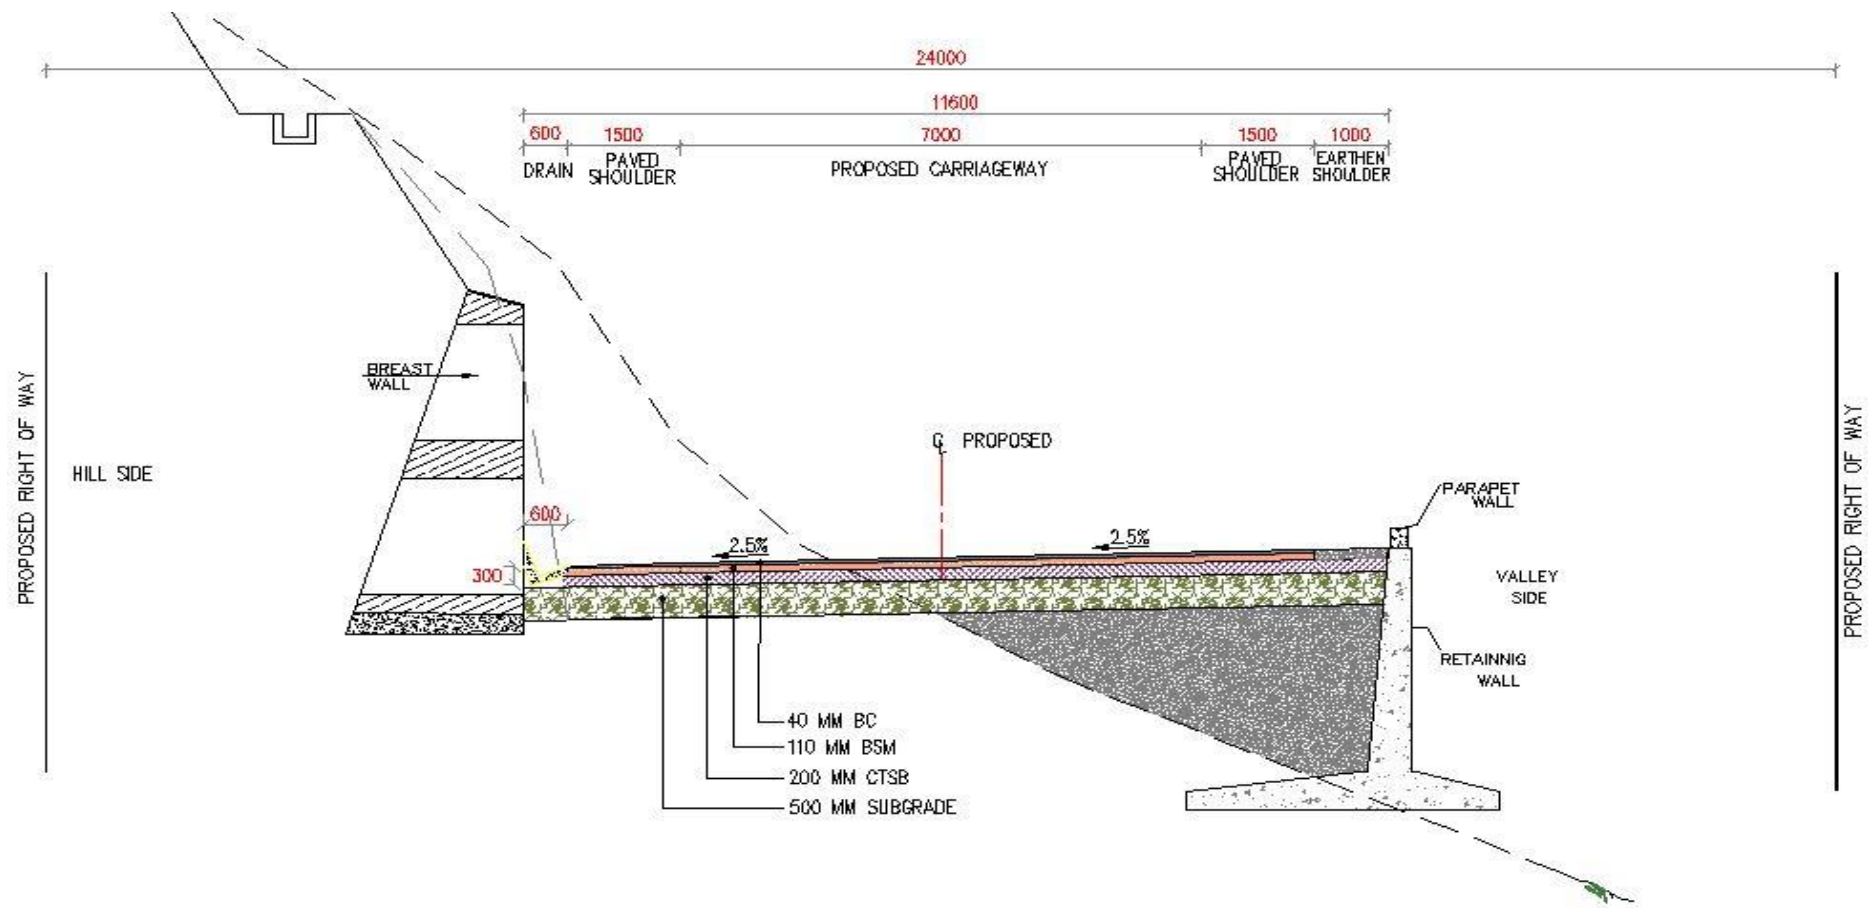 24000
11600
600
1500
7000
1500
1000
DRAIN
PAVED
SHOULDER
PROPOSED CARRIAGEWAY
PAVED
SHOULDER
EARTHEN
SHOULDER
PROPOSED RIGHT OF WAY
HILL SIDE
BREAST
WALL
℄ PROPOSED
600
300
2.5%
2.5%
PARAPET
WALL
VALLEY
SIDE
RETAINNIG
WALL
PROPOSED RIGHT OF WAY
40 MM BC
110 MM BSM
200 MM CTSB
500 MM SUBGRADE